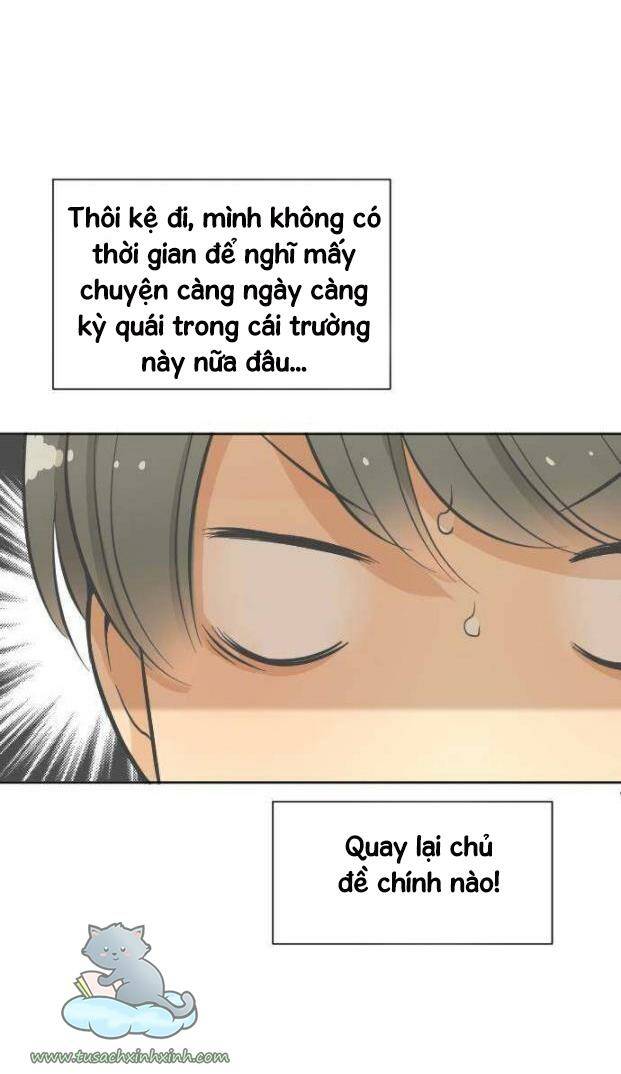 Thôi kệ đi, mình không có
thời gian để nghĩ mấy
chuyện càng ngày càng
kỳ quái trong cái trường
này nữa đâu...
Quay lại chủ
đề chính nào!
www.tusachxinhxinh.com